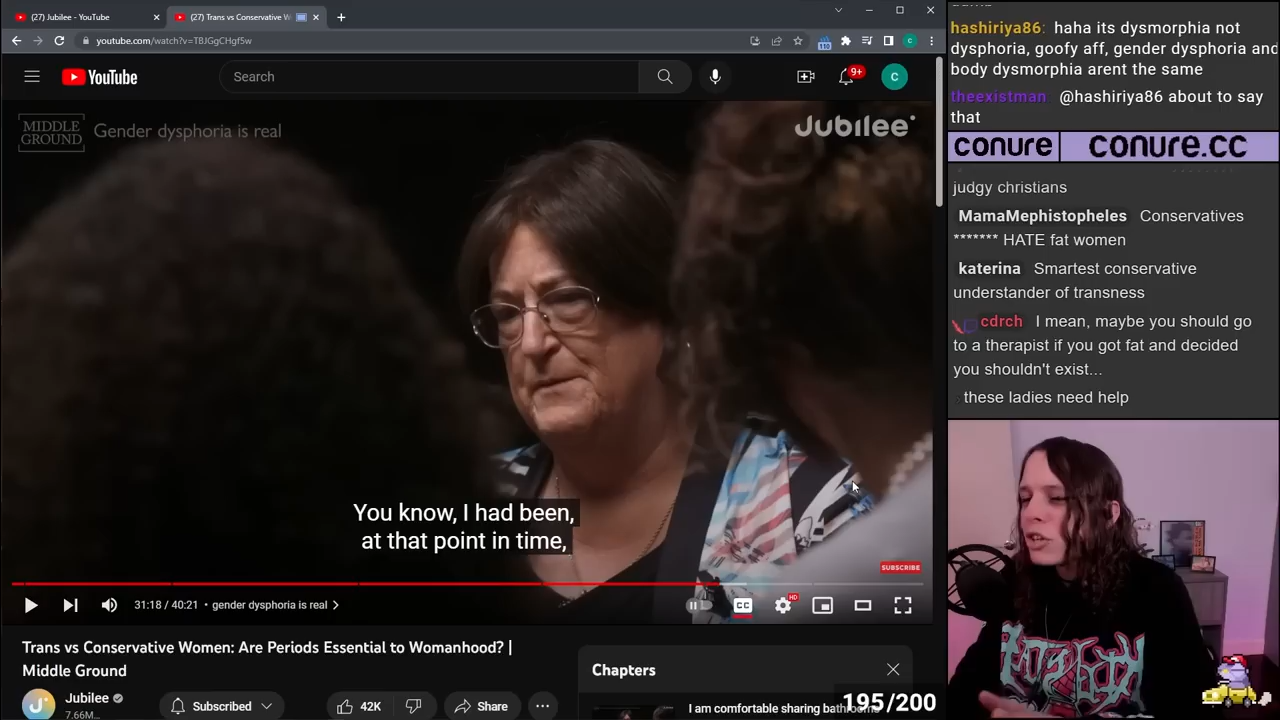 (27) Jubilee - YouTube
(27) Trans vs Conservative W
youtube.com/watch?v=TBJGgCHgf5w
YouTube
Search
9+
C
MIDDLE
GROUND
Gender dysphoria is real
Jubilee
You know, I had been,
at that point in time,
SUBSCRIBE
31:18 / 40:21 • gender dysphoria is real
CC
HD
Trans vs Conservative Women: Are Periods Essential to Womanhood? |
Middle Ground
Jubilee
7.66M...
Subscribed
42K
Share
Chapters
I am comfortable sharing bathrooms
195/200
hashiriya86: haha its dysmorphia not
dysphoria, goofy aff, gender dysphoria and
body dysmorphia arent the same
theexistman @hashiriya86 about to say
that
conure
conure.cc
judgy christians
MamaMephistopheles Conservatives
******* HATE fat women
katerina Smartest conservative
understander of transness
cdrch I mean, maybe you should go
to a therapist if you got fat and decided
you shouldn't exist...
these ladies need help